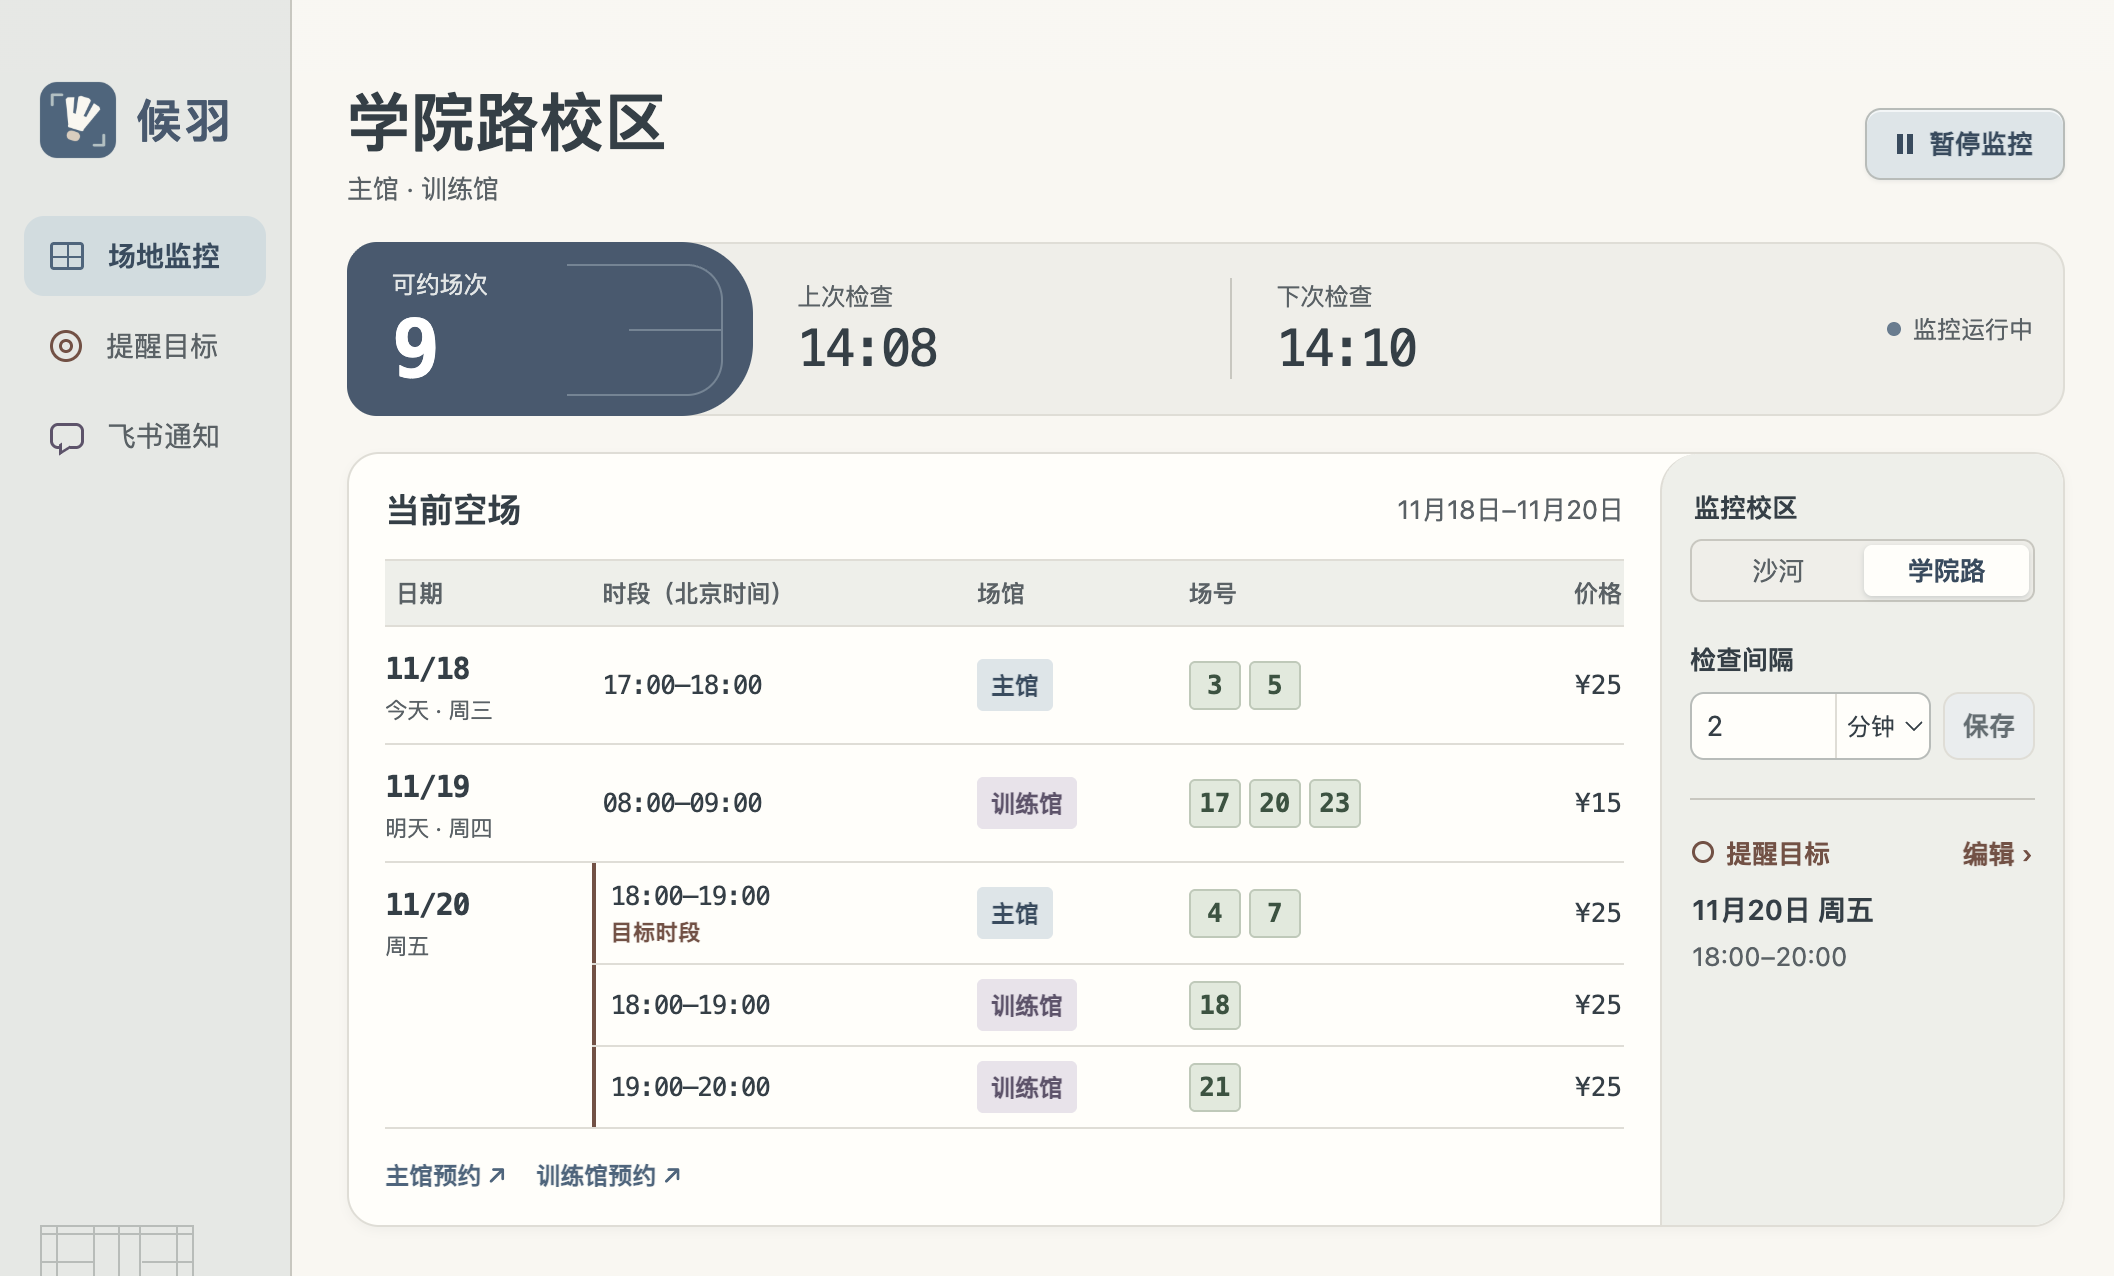 候羽
场地监控
提醒目标
飞书通知
学院路校区
主馆 · 训练馆
暂停监控
可约场次
9
上次检查
14:08
下次检查
14:10
监控运行中
当前空场
11月18日–11月20日
日期 时段（北京时间） 场馆 场号 价格
11/18
今天 · 周三
17:00–18:00 主馆 3 5 ¥25
11/19
明天 · 周四
08:00–09:00 训练馆 17 20 23 ¥15
11/20
周五
18:00–19:00
目标时段
主馆 4 7 ¥25
18:00–19:00 训练馆 18 ¥25
19:00–20:00 训练馆 21 ¥25
主馆预约 ↗ 训练馆预约 ↗
监控校区
沙河 学院路
检查间隔
2 分钟 保存
提醒目标 编辑 ›
11月20日 周五
18:00–20:00